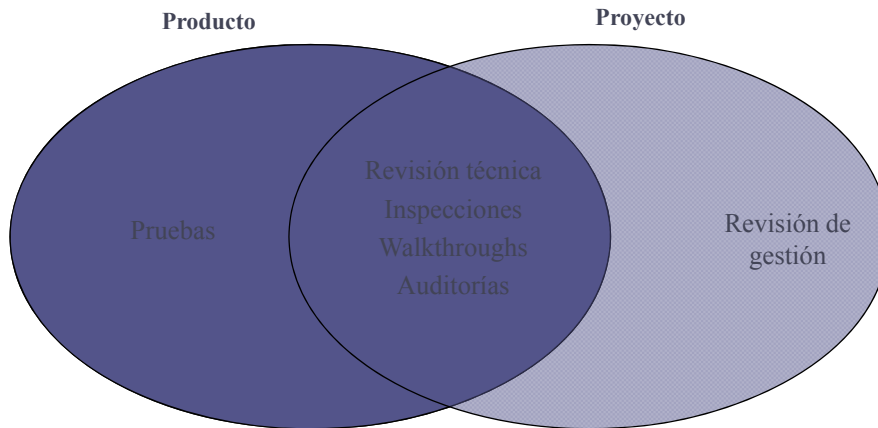 Producto
Proyecto
Pruebas
Revisión técnica
Inspecciones
Walkthroughs
Auditorías
Revisión de
gestión